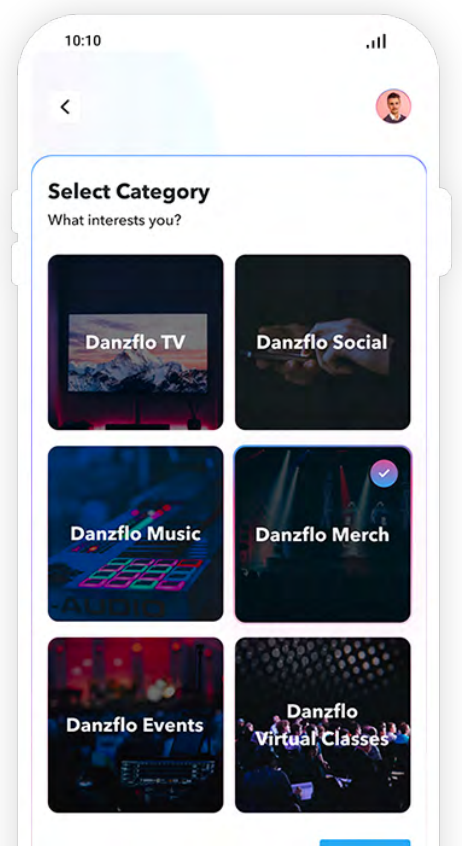 10:10
Select Category
What interests you?
Danzflo TV
Danzflo Social
Danzflo Music
Danzflo Merch
-AUDIO
Danzflo Events
Danzflo
Virtual Classes